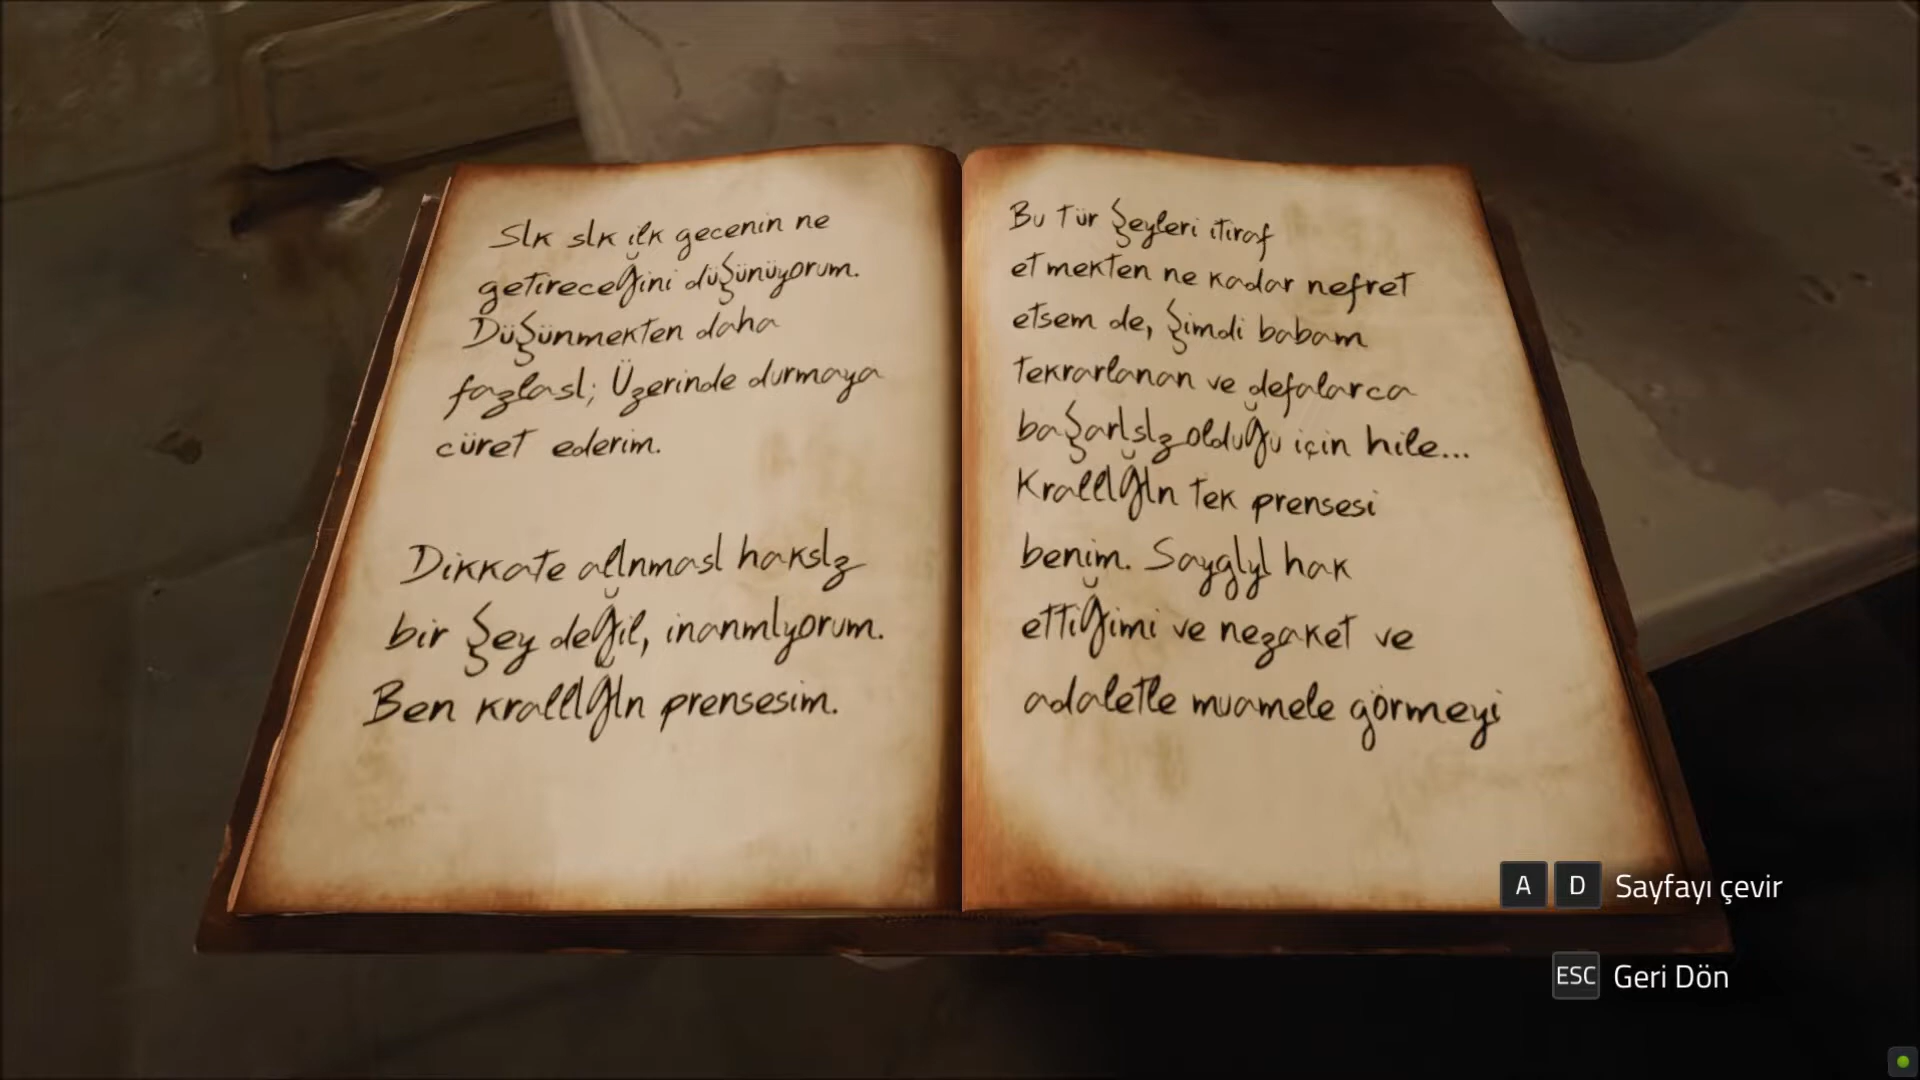 Sık sık ilk gecenin ne
getireceğini düşünüyorum.
Düşünmekten daha
fazlası; Üzerinde durmaya
cüret ederim.
Dikkate alınması haksız
bir şey değil, inanmıyorum.
Ben krallığın prensesim.
Bu tür şeyleri itiraf
etmekten ne kadar nefret
etsem de, şimdi babam
tekrarlanan ve defalarca
başarısız olduğu için hile...
Krallığın tek prensesi
benim. Saygıyı hak
ettiğimi ve nezaket ve
adaletle muamele görmeyi
A D Sayfayı çevir
ESC Geri Dön